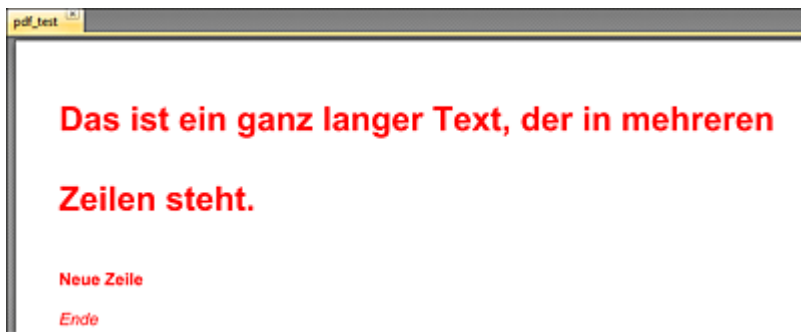 pdf_test
Das ist ein ganz langer Text, der in mehreren
Zeilen steht.
Neue Zeile
Ende